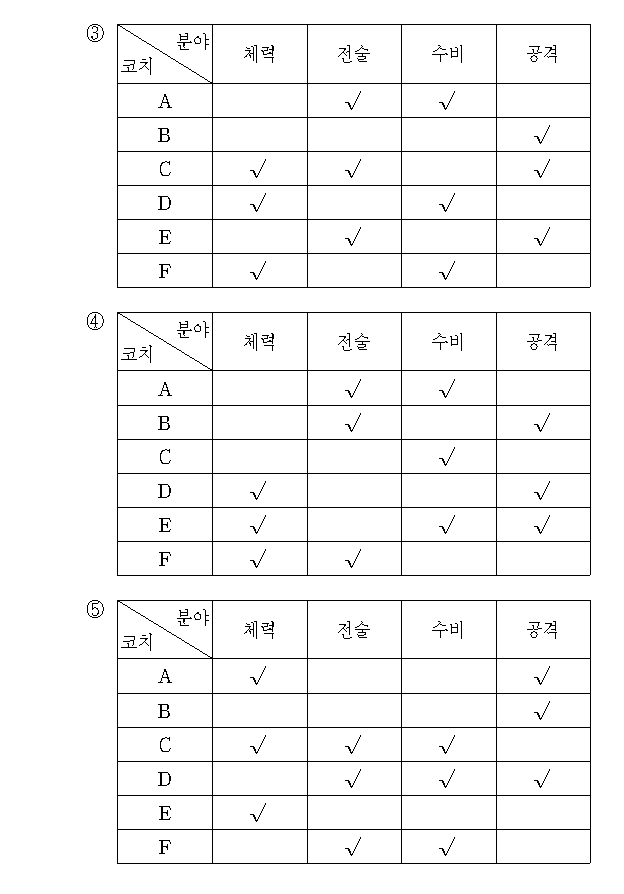 ③
분야
코치 체력 전술 수비 공격
A √ √
B √
C √ √ √
D √ √
E √ √
F √ √
④
분야
코치 체력 전술 수비 공격
A √ √
B √ √
C √
D √ √
E √ √ √
F √ √
⑤
분야
코치 체력 전술 수비 공격
A √ √
B √
C √ √ √
D √ √ √
E √
F √ √